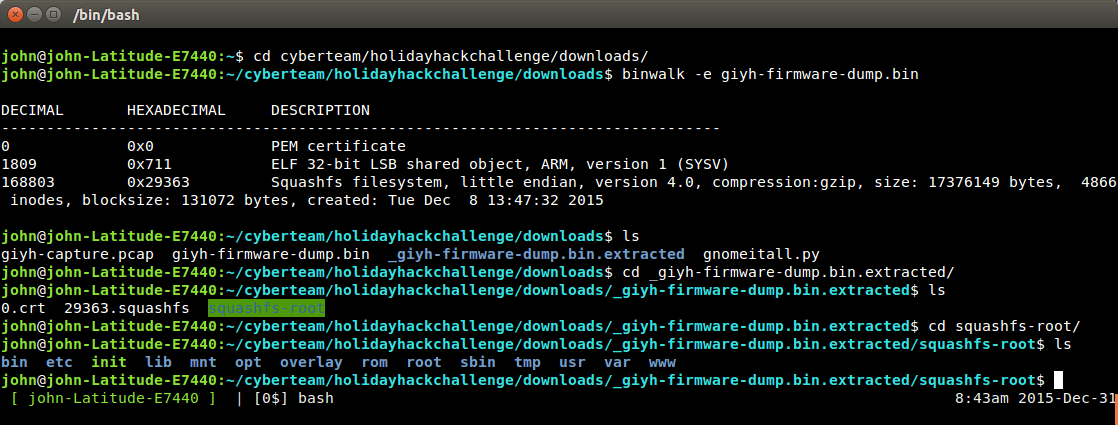 /bin/bash
john@john-Latitude-E7440:~$ cd cyberteam/holidayhackchallenge/downloads/
john@john-Latitude-E7440:~/cyberteam/holidayhackchallenge/downloads$ binwalk -e giyh-firmware-dump.bin
DECIMAL       HEXADECIMAL     DESCRIPTION
--------------------------------------------------------------------------------
0             0x0             PEM certificate
1809          0x711           ELF 32-bit LSB shared object, ARM, version 1 (SYSV)
168803        0x29363         Squashfs filesystem, little endian, version 4.0, compression:gzip, size: 17376149 bytes,  4866
 inodes, blocksize: 131072 bytes, created: Tue Dec  8 13:47:32 2015
john@john-Latitude-E7440:~/cyberteam/holidayhackchallenge/downloads$ ls
giyh-capture.pcap  giyh-firmware-dump.bin  _giyh-firmware-dump.bin.extracted  gnomeitall.py
john@john-Latitude-E7440:~/cyberteam/holidayhackchallenge/downloads$ cd _giyh-firmware-dump.bin.extracted/
john@john-Latitude-E7440:~/cyberteam/holidayhackchallenge/downloads/_giyh-firmware-dump.bin.extracted$ ls
0.crt  29363.squashfs  squashfs-root
john@john-Latitude-E7440:~/cyberteam/holidayhackchallenge/downloads/_giyh-firmware-dump.bin.extracted$ cd squashfs-root/
john@john-Latitude-E7440:~/cyberteam/holidayhackchallenge/downloads/_giyh-firmware-dump.bin.extracted/squashfs-root$ ls
bin  etc  init  lib  mnt  opt  overlay  rom  root  sbin  tmp  usr  var  www
john@john-Latitude-E7440:~/cyberteam/holidayhackchallenge/downloads/_giyh-firmware-dump.bin.extracted/squashfs-root$
[ john-Latitude-E7440 ]  | [0$] bash 8:43am 2015-Dec-31